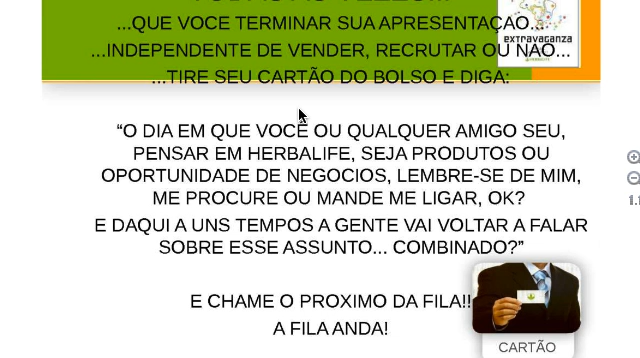 ...QUE VOCE TERMINAR SUA APRESENTAÇAO...
...INDEPENDENTE DE VENDER, RECRUTAR OU NAO...
extravaganza
...TIRE SEU CARTÃO DO BOLSO E DIGA:
“O DIA EM QUE VOCE OU QUALQUER AMIGO SEU,
PENSAR EM HERBALIFE, SEJA PRODUTOS OU
OPORTUNIDADE DE NEGOCIOS, LEMBRE-SE DE MIM,
ME PROCURE OU MANDE ME LIGAR, OK?
E DAQUI A UNS TEMPOS A GENTE VAI VOLTAR A FALAR
SOBRE ESSE ASSUNTO... COMBINADO?”
E CHAME O PROXIMO DA FILA!!
A FILA ANDA!
CARTÃO